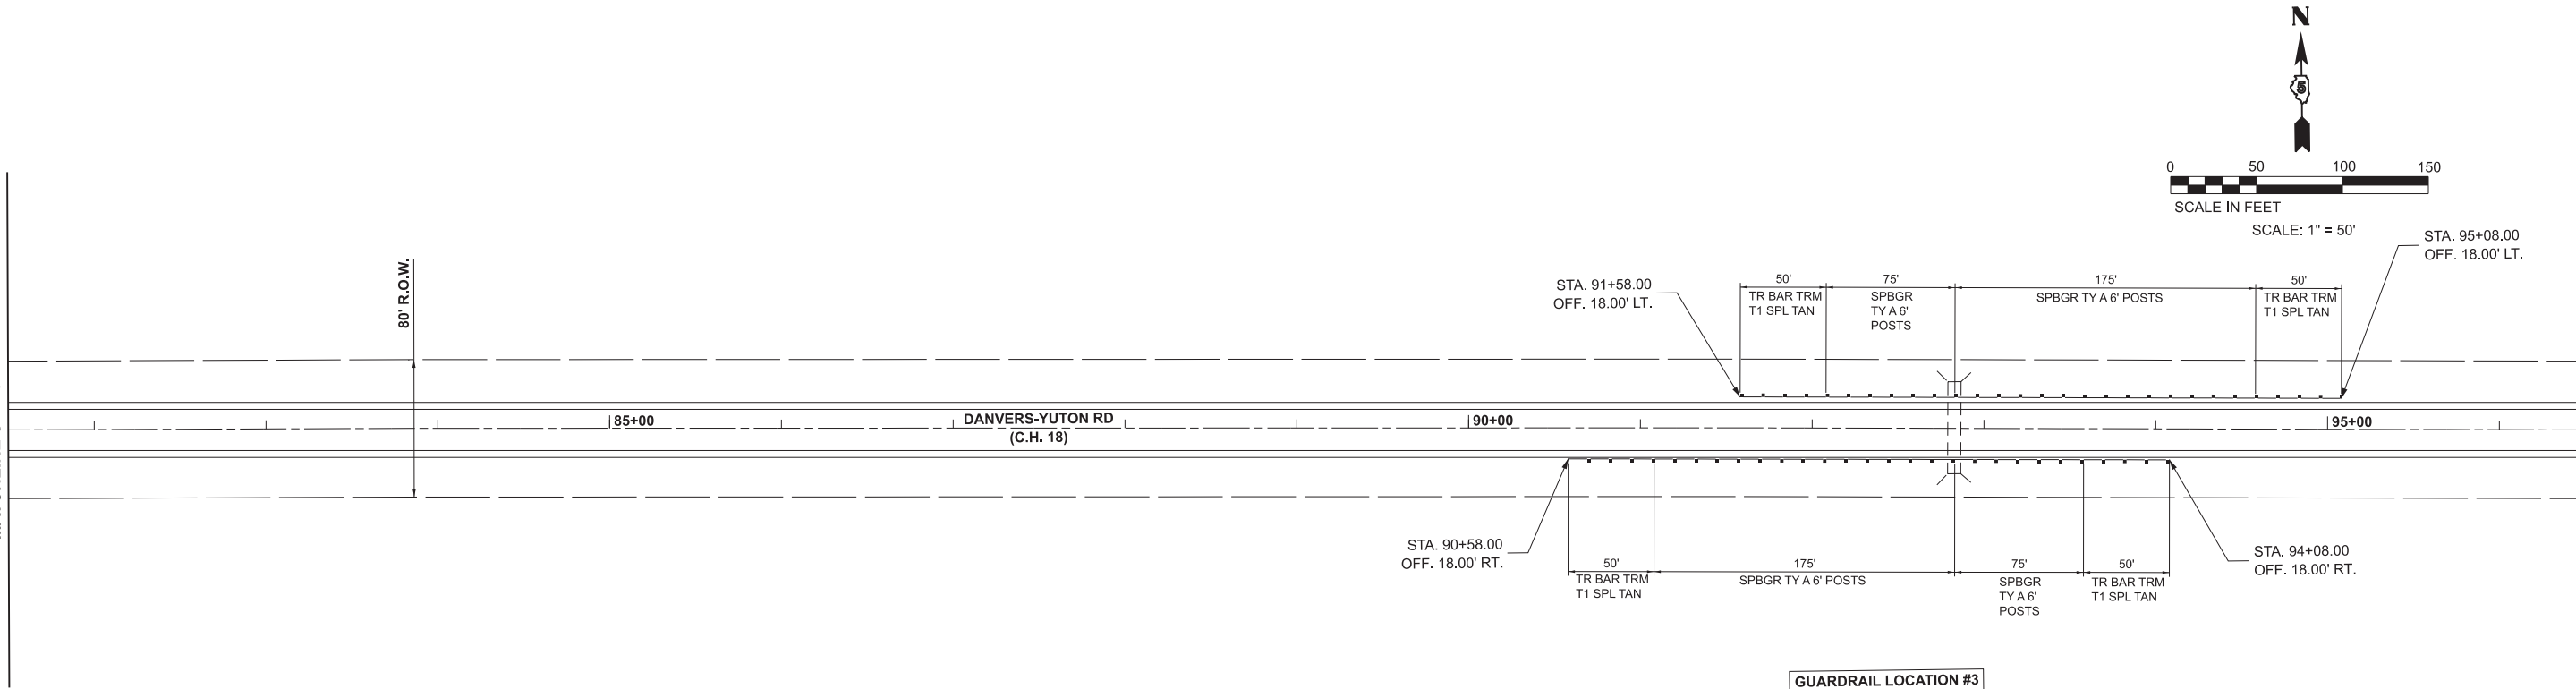 N
5
0 50 100 150
SCALE IN FEET
SCALE: 1" = 50'
STA. 95+08.00
OFF. 18.00' LT.
STA. 91+58.00
OFF. 18.00' LT.
50' 75' 175' 50'
TR BAR TRM
T1 SPL TAN
SPBGR
TY A 6'
POSTS
SPBGR TY A 6' POSTS
TR BAR TRM
T1 SPL TAN
80' R.O.W.
85+00 DANVERS-YUTON RD 90+00 95+00
(C.H. 18)
STA. 90+58.00
OFF. 18.00' RT.
50' 175' 75' 50'
TR BAR TRM
T1 SPL TAN
SPBGR TY A 6' POSTS
SPBGR
TY A 6'
POSTS
TR BAR TRM
T1 SPL TAN
STA. 94+08.00
OFF. 18.00' RT.
GUARDRAIL LOCATION #3